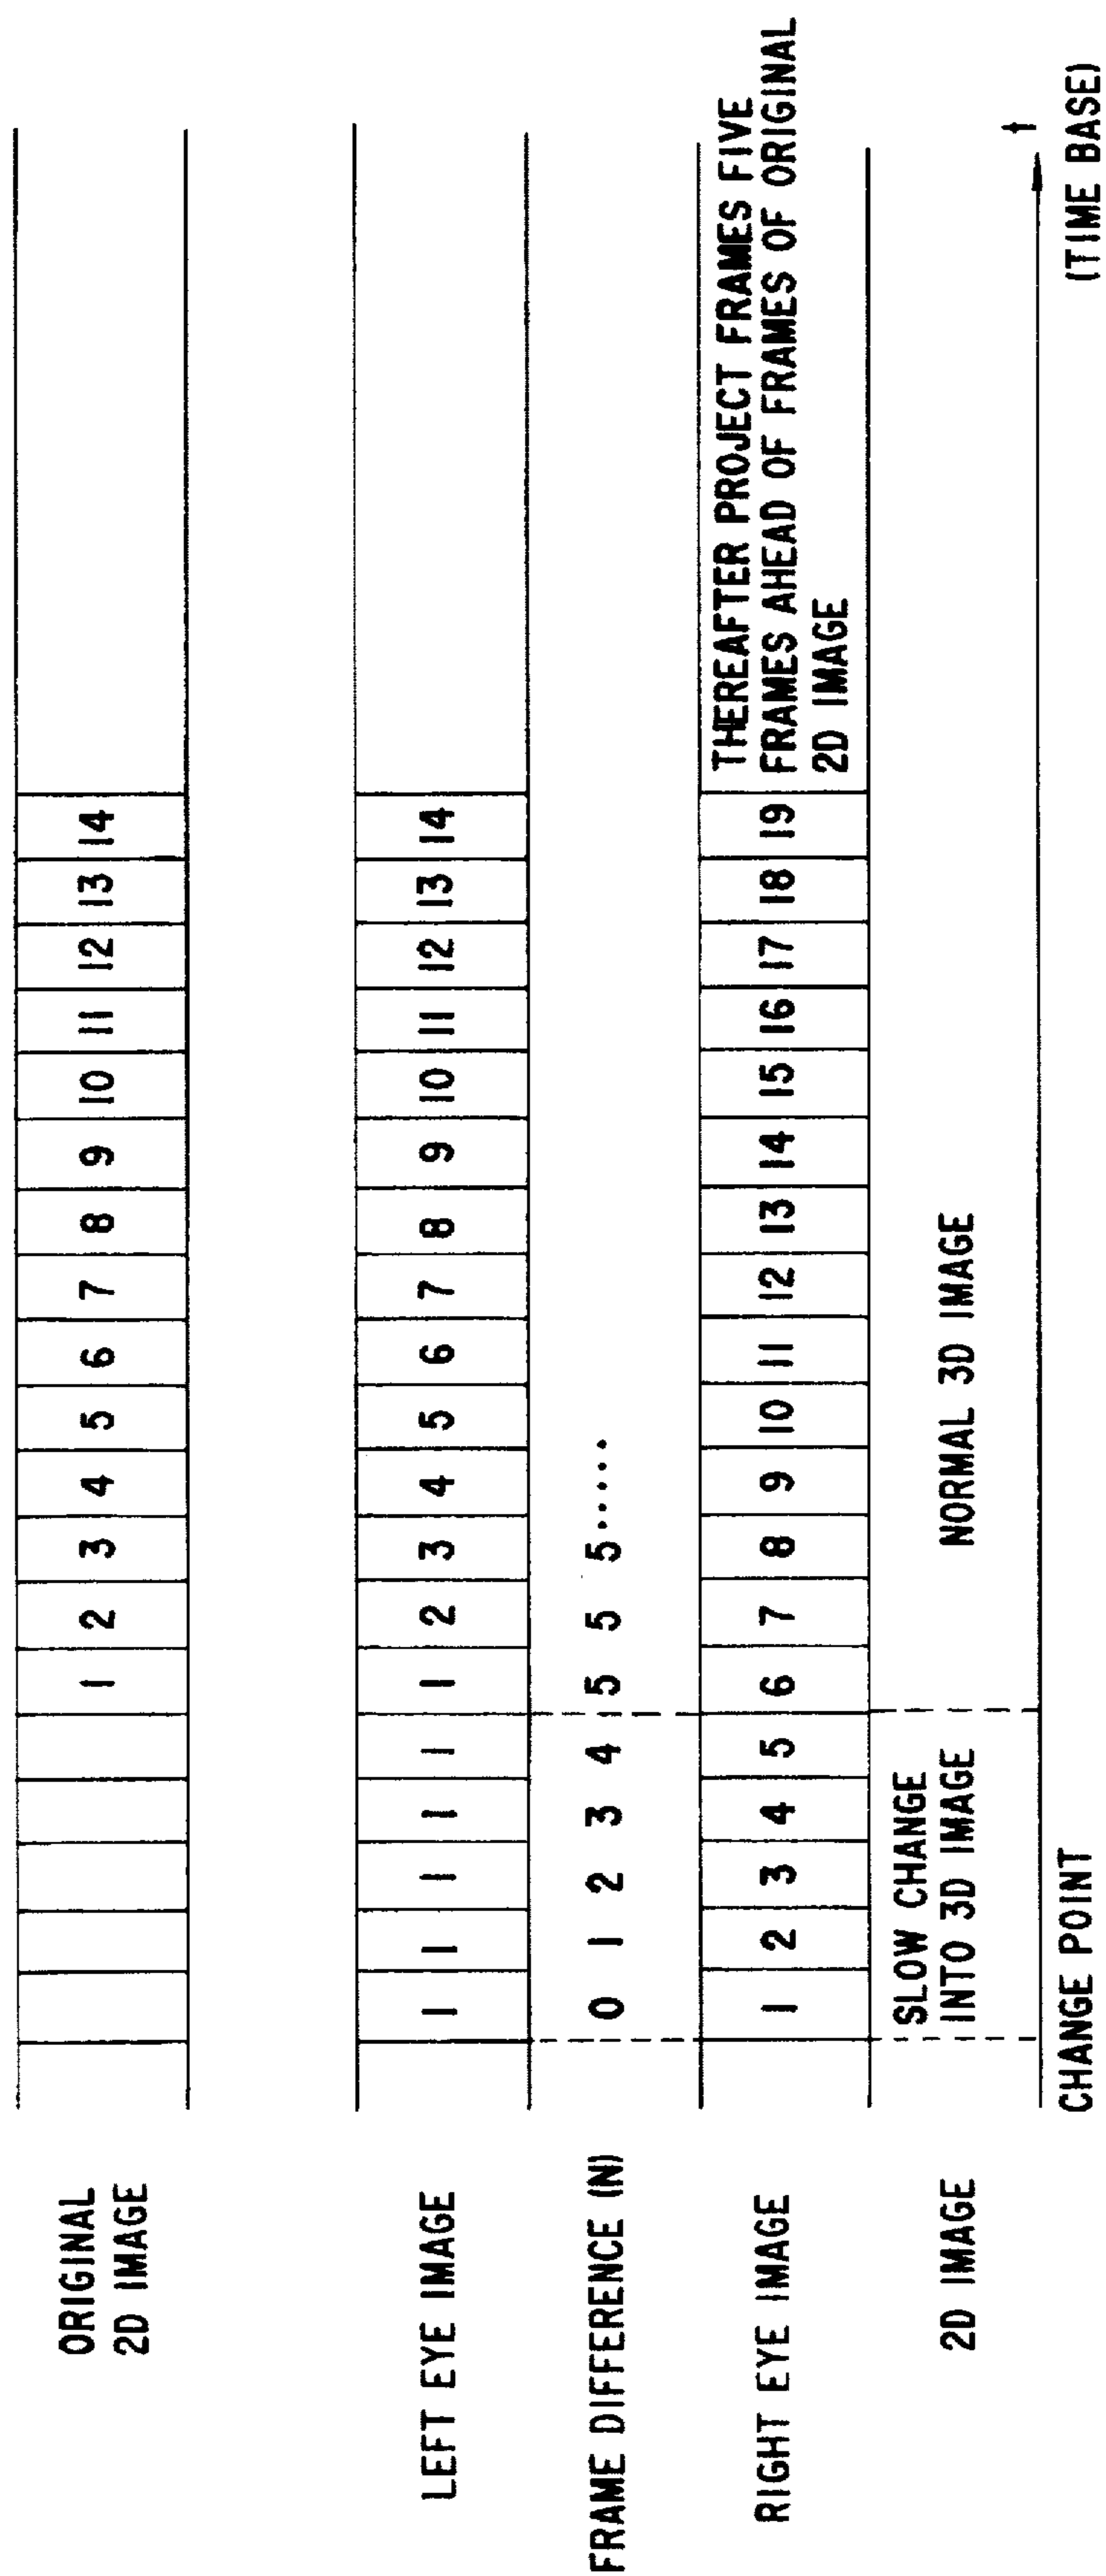 ORIGINAL
2D IMAGE
1 2 3 4 5 6 7 8 9 10 11 12 13 14
LEFT EYE IMAGE
1 1 1 1 1 1 2 3 4 5 6 7 8 9 10 11 12 13 14
FRAME DIFFERENCE (N)
0 1 2 3 4 5 5 5......
RIGHT EYE IMAGE
1 2 3 4 5 6 7 8 9 10 11 12 13 14 15 16 17 18 19
THEREAFTER PROJECT FRAMES FIVE
FRAMES AHEAD OF FRAMES OF ORIGINAL
2D IMAGE
2D IMAGE
SLOW CHANGE
INTO 3D IMAGE
NORMAL 3D IMAGE
CHANGE POINT
t
(TIME BASE)